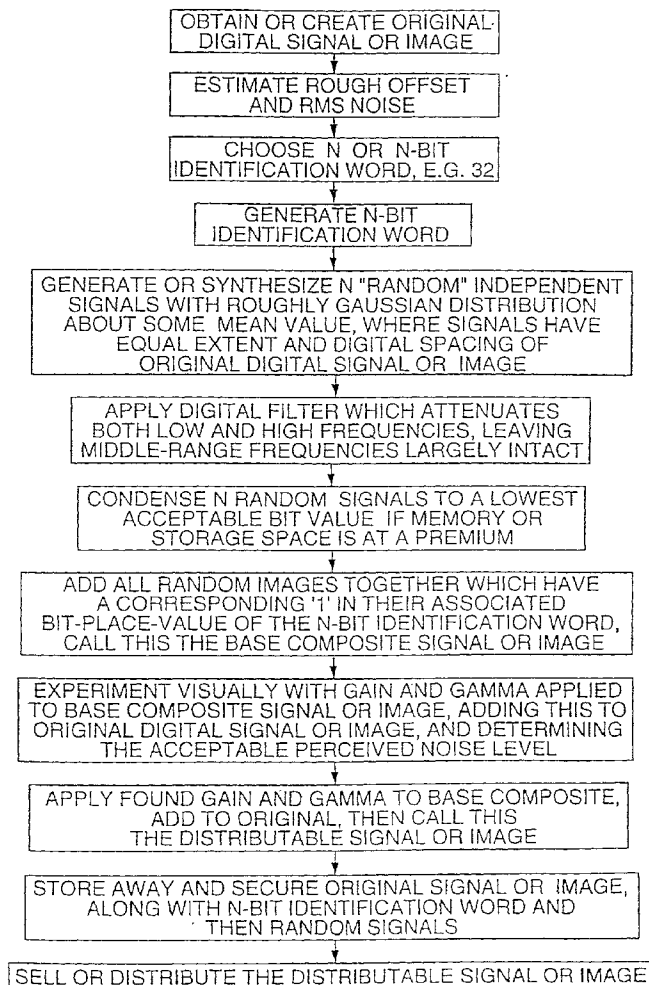 OBTAIN OR CREATE ORIGINAL
DIGITAL SIGNAL OR IMAGE
ESTIMATE ROUGH OFFSET
AND RMS NOISE
CHOOSE N OR N-BIT
IDENTIFICATION WORD, E.G. 32
GENERATE N-BIT
IDENTIFICATION WORD
GENERATE OR SYNTHESIZE N "RANDOM" INDEPENDENT
SIGNALS WITH ROUGHLY GAUSSIAN DISTRIBUTION
ABOUT SOME MEAN VALUE, WHERE SIGNALS HAVE
EQUAL EXTENT AND DIGITAL SPACING OF
ORIGINAL DIGITAL SIGNAL OR IMAGE
APPLY DIGITAL FILTER WHICH ATTENUATES
BOTH LOW AND HIGH FREQUENCIES, LEAVING
MIDDLE-RANGE FREQUENCIES LARGELY INTACT
CONDENSE N RANDOM SIGNALS TO A LOWEST
ACCEPTABLE BIT VALUE IF MEMORY OR
STORAGE SPACE IS AT A PREMIUM
ADD ALL RANDOM IMAGES TOGETHER WHICH HAVE
A CORRESPONDING '1' IN THEIR ASSOCIATED
BIT-PLACE-VALUE OF THE N-BIT IDENTIFICATION WORD,
CALL THIS THE BASE COMPOSITE SIGNAL OR IMAGE
EXPERIMENT VISUALLY WITH GAIN AND GAMMA APPLIED
TO BASE COMPOSITE SIGNAL OR IMAGE, ADDING THIS TO
ORIGINAL DIGITAL SIGNAL OR IMAGE, AND DETERMINING
THE ACCEPTABLE PERCEIVED NOISE LEVEL
APPLY FOUND GAIN AND GAMMA TO BASE COMPOSITE,
ADD TO ORIGINAL, THEN CALL THIS
THE DISTRIBUTABLE SIGNAL OR IMAGE
STORE AWAY AND SECURE ORIGINAL SIGNAL OR IMAGE,
ALONG WITH N-BIT IDENTIFICATION WORD AND
THEN RANDOM SIGNALS
SELL OR DISTRIBUTE THE DISTRIBUTABLE SIGNAL OR IMAGE